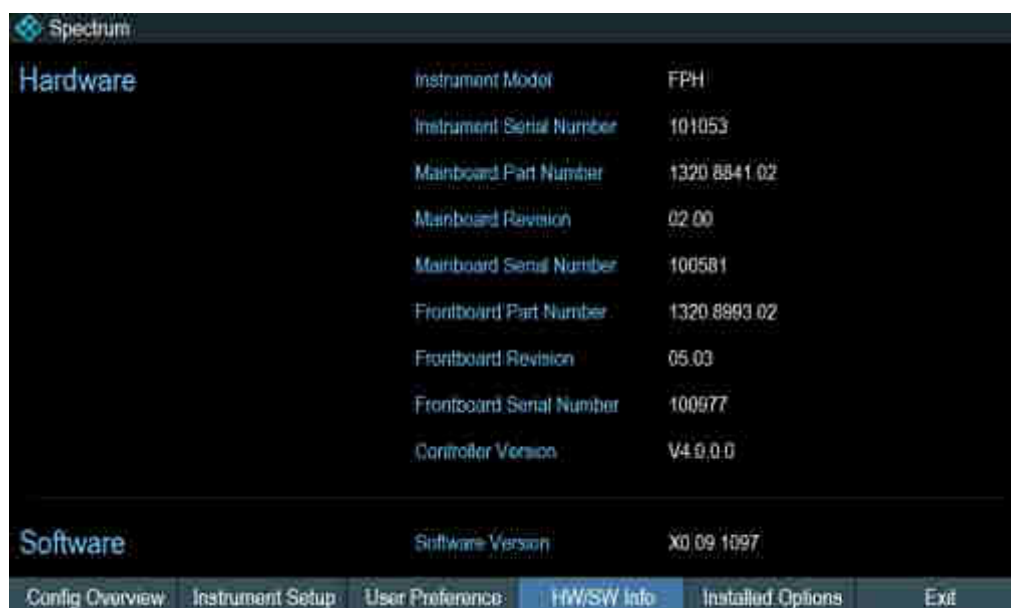 Spectrum
Hardware
Instrument Model FPH
Instrument Serial Number 101053
Mainboard Part Number 1320.8841.02
Mainboard Revision 02.00
Mainboard Serial Number 100581
Frontboard Part Number 1320.8993.02
Frontboard Revision 05.03
Frontboard Serial Number 100977
Controller Version V4.0.0.0
Software
Software Version X0.09.1097
Config Overview Instrument Setup User Preference HW/SW Info Installed Options Exit